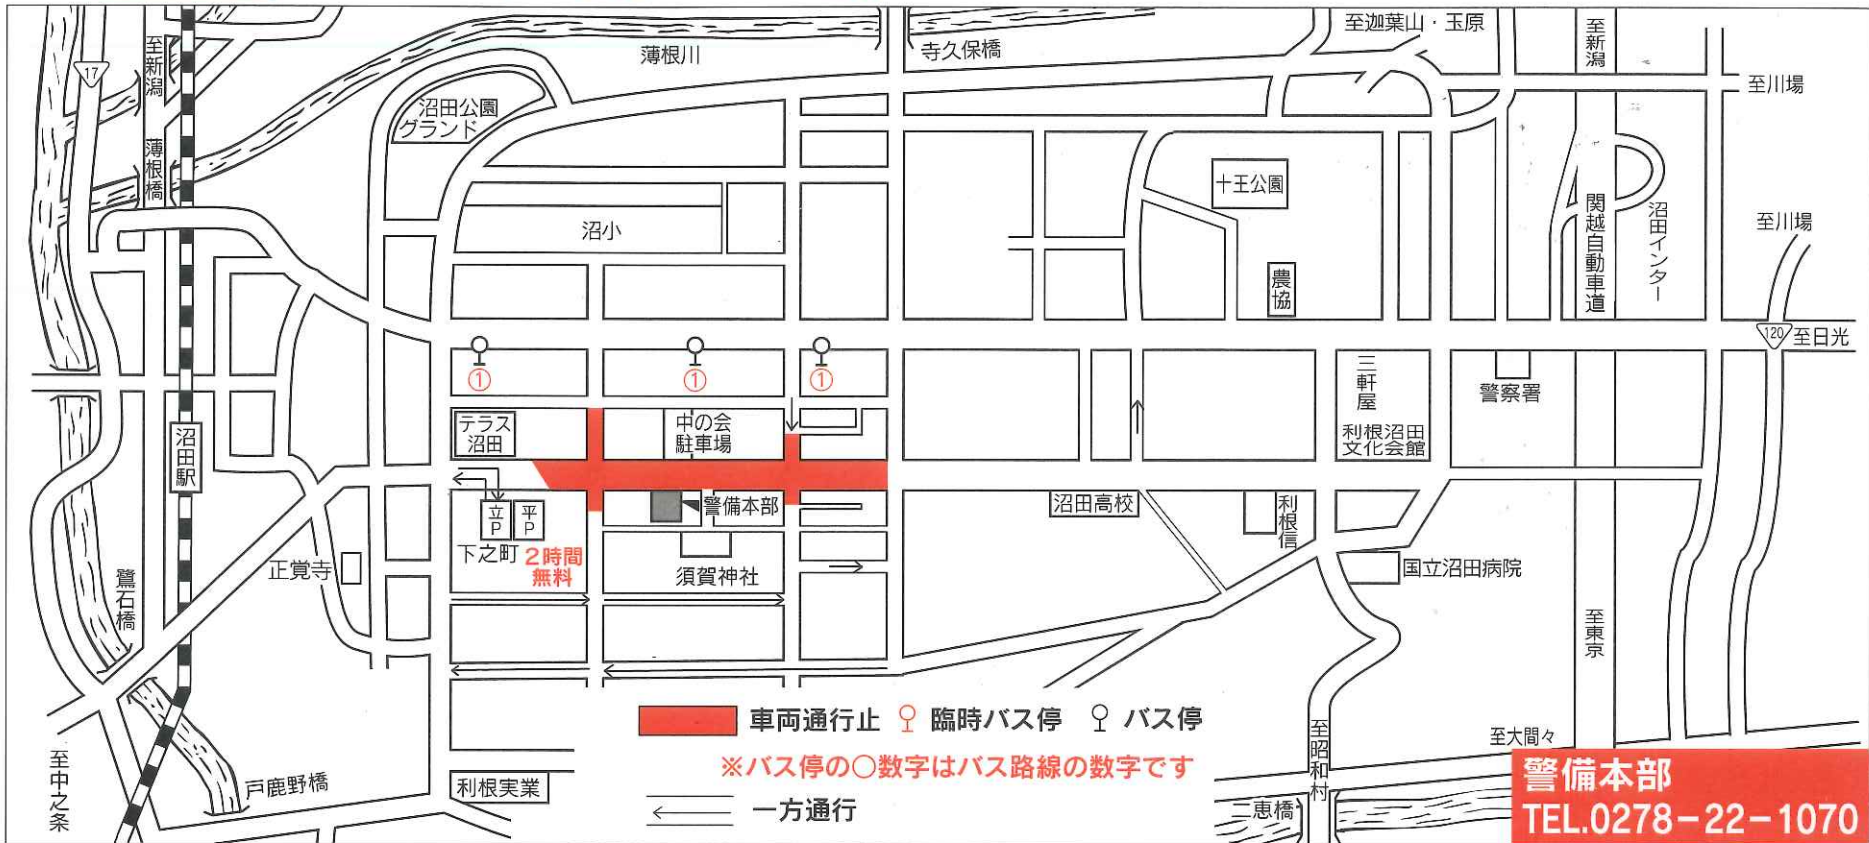 至迦葉山・玉原
至新潟
17
至新潟
薄根川
寺久保橋
至川場
沼田公園
グランド
薄根橋
十王公園
関越自動車道
沼田インター
至川場
沼小
農協
120
至日光
①
①
①
三軒屋
警察署
テラス
沼田
中の会
駐車場
利根沼田
文化会館
沼田駅
立P
平P
警備本部
沼田高校
利根信
下之町
2時間
無料
正覚寺
須賀神社
国立沼田病院
鷺石橋
至東京
車両通行止
臨時バス停
バス停
※バス停の○数字はバス路線の数字です
一方通行
至中之条
戸鹿野橋
利根実業
至昭和村
二恵橋
至大間々
警備本部
TEL.0278-22-1070